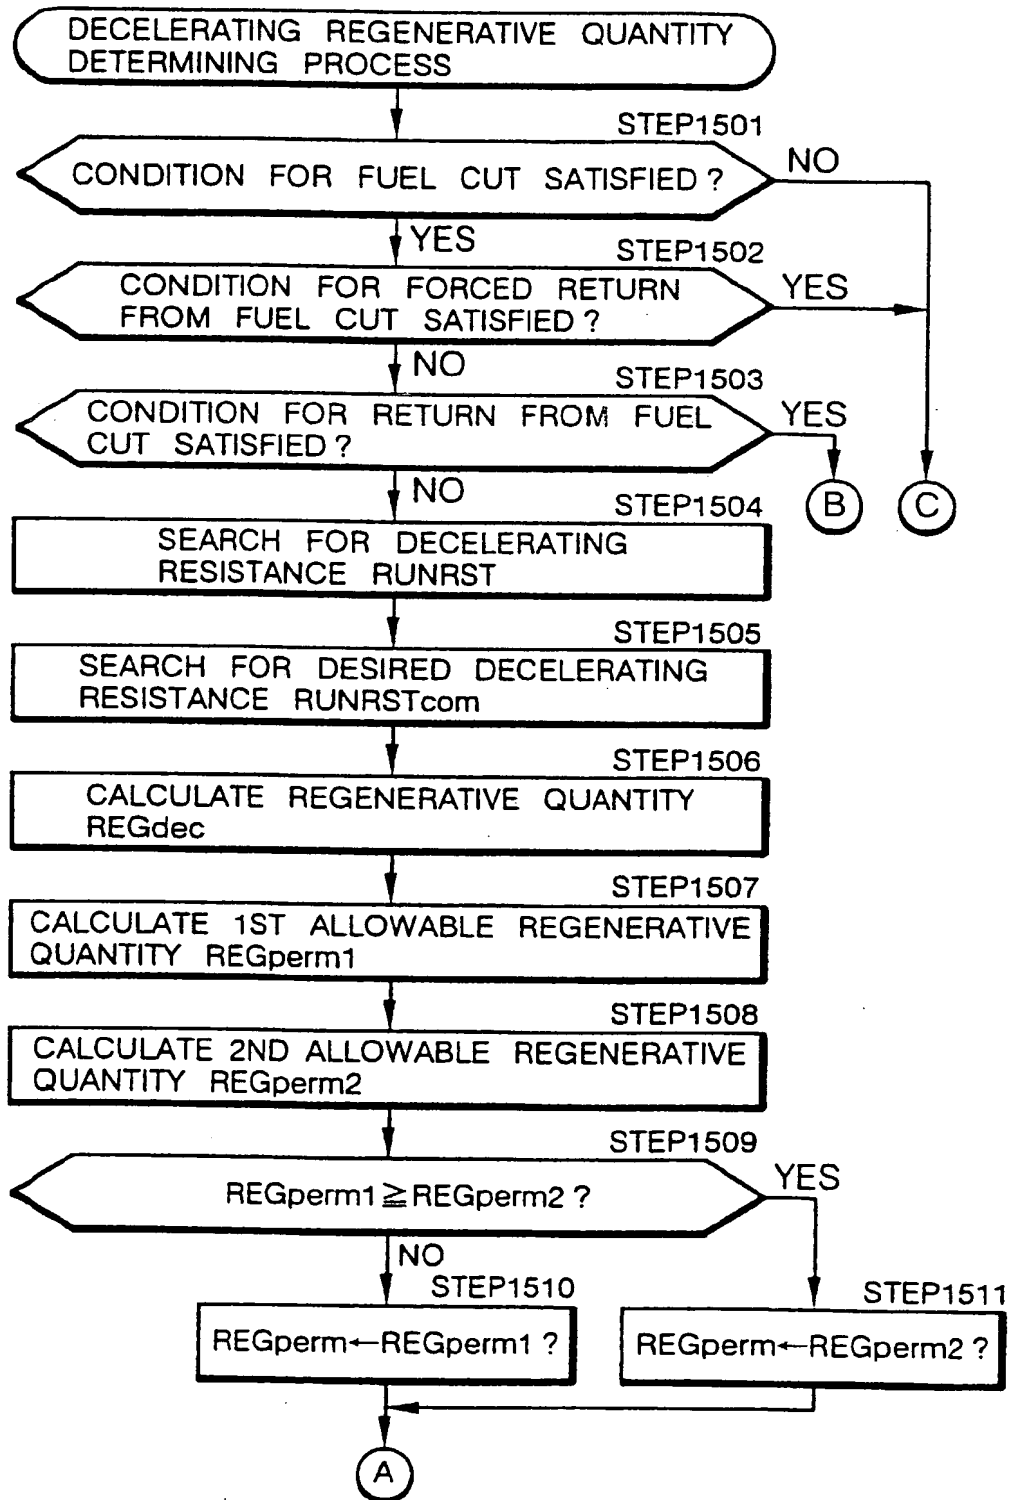 DECELERATING REGENERATIVE QUANTITY
DETERMINING PROCESS
STEP1501
CONDITION FOR FUEL CUT SATISFIED ?
NO
YES
STEP1502
CONDITION FOR FORCED RETURN
FROM FUEL CUT SATISFIED ?
YES
NO
STEP1503
CONDITION FOR RETURN FROM FUEL
CUT SATISFIED ?
YES
NO
B
C
STEP1504
SEARCH FOR DECELERATING
RESISTANCE RUNRST
STEP1505
SEARCH FOR DESIRED DECELERATING
RESISTANCE RUNRSTcom
STEP1506
CALCULATE REGENERATIVE QUANTITY
REGdec
STEP1507
CALCULATE 1ST ALLOWABLE REGENERATIVE
QUANTITY REGperm1
STEP1508
CALCULATE 2ND ALLOWABLE REGENERATIVE
QUANTITY REGperm2
STEP1509
REGperm1≧REGperm2 ?
YES
NO
STEP1510
REGperm←REGperm1 ?
STEP1511
REGperm←REGperm2 ?
A